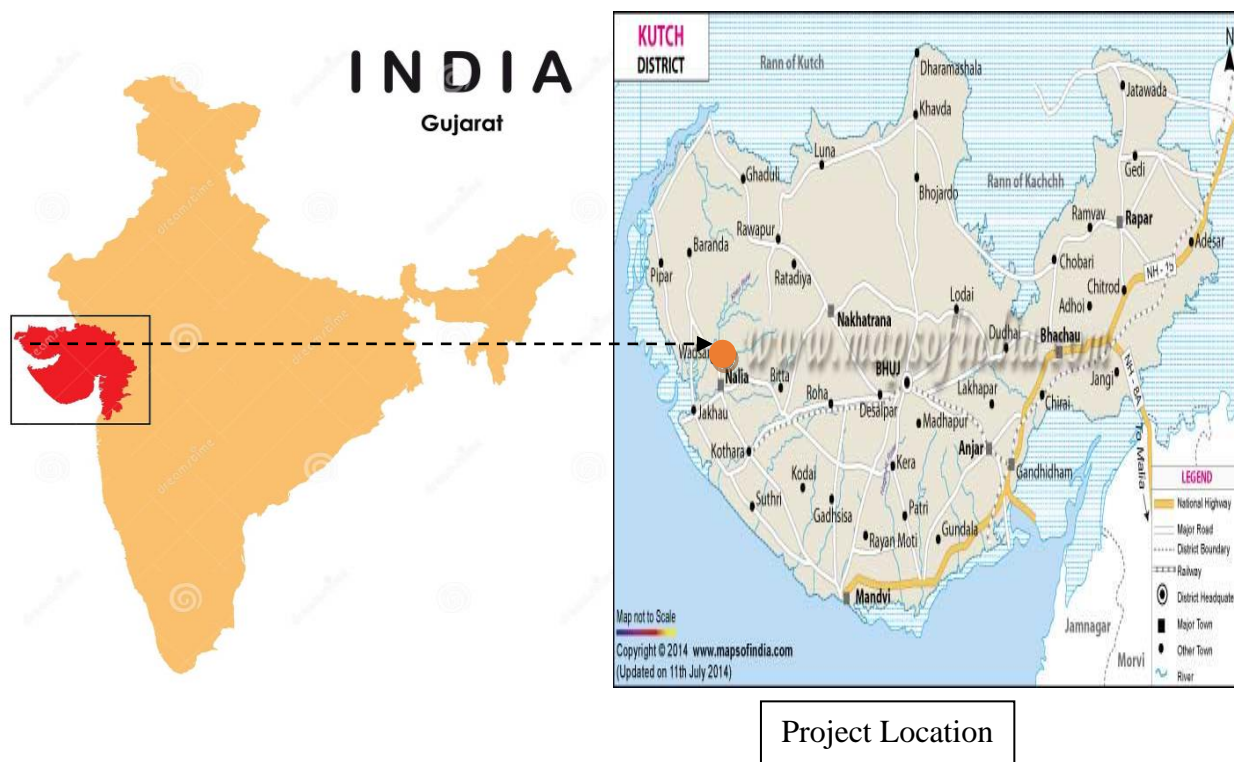 INDIA
Gujarat
KUTCH
DISTRICT
N
Rann of Kutch
Dharamashala
Jatawada
Khavda
Luna
Gedi
Ghaduli
Rann of Kachchh
Bhojardo
Ramvav
Rapar
Rawapur
Adesar
Baranda
Chobari
Pipar
Ratadiya
NH - 15
Chitrod
Lodai
Adhoi
Nakhatrana
Dudhai
Bhachau
www.mapsofindia.com
BHUJ
NH - 8A
Jangi
Nalia
Bitta
Lakhapar
Roha
Desalpar
Chirai
Jakhau
Madhapur
To Malia
Anjar
Kothara
Kera
Gandhidham
LEGEND
Kodai
National Highway
Suthri
Gadhsisa
Patri
Major Road
Rayan Moti
Gundala
District Boundary
Railway
Mandvi
District Headquate
Map not to Scale
Major Town
Jamnagar
Other Town
Copyright © 2014 www.mapsofindia.com
Morvi
(Updated on 11th July 2014)
River
Project Location
dreamstime